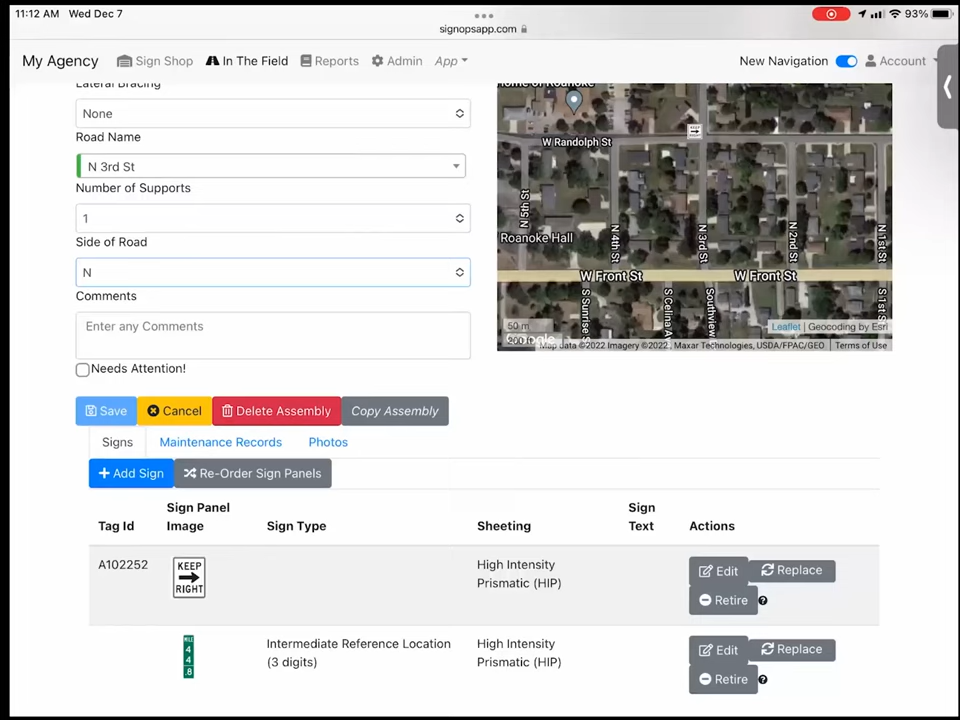 11:12 AM Wed Dec 7
93%
signopsapp.com
My Agency
Sign Shop
In The Field
Reports
Admin
App
New Navigation
Account
Lateral Bracing
None
Road Name
N 3rd St
Number of Supports
1
Side of Road
N
Comments
Enter any Comments
Needs Attention!
Home of Roanoke
KEEP
RIGHT
W Randolph St
N 5th St
N 4th St
N 3rd St
N 2nd St
N 1st St
Roanoke Hall
W Front St
W Front St
S Sunrise S
S Celina Av
Southview
S 1st S
50 m
Leaflet | Geocoding by Esri
Google
Map data ©2022 Imagery ©2022 , Maxar Technologies, USDA/FPAC/GEO
Terms of Use
Save
Cancel
Delete Assembly
Copy Assembly
Signs
Maintenance Records
Photos
+ Add Sign
Re-Order Sign Panels
Tag Id
Sign Panel
Image
Sign Type
Sheeting
Sign
Text
Actions
A102252
KEEP
RIGHT
High Intensity
Prismatic (HIP)
Edit
Replace
Retire
MILE
4
4
.8
Intermediate Reference Location
(3 digits)
High Intensity
Prismatic (HIP)
Edit
Replace
Retire